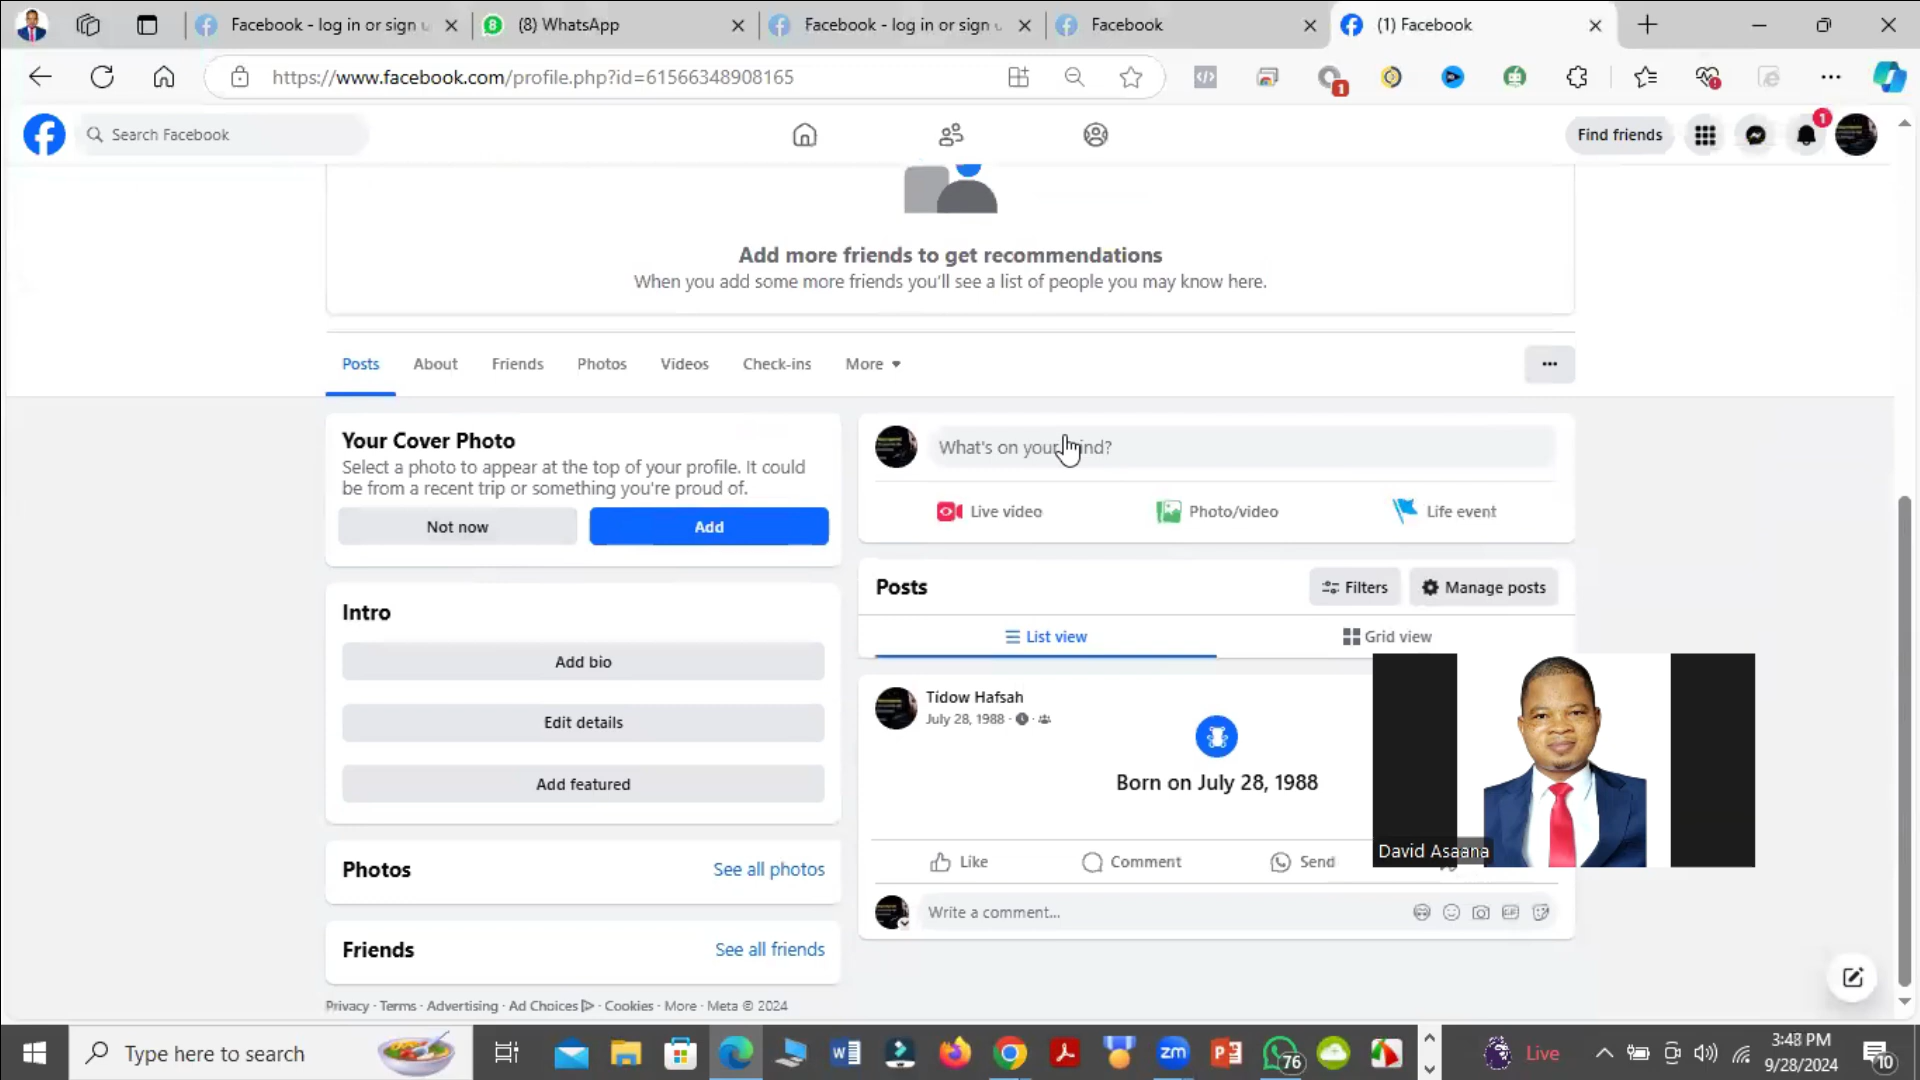 Facebook - log in or sign u
(8) WhatsApp
Facebook - log in or sign u
Facebook
(1) Facebook
https://www.facebook.com/profile.php?id=61566348908165
1
Search Facebook
Find friends
1
Add more friends to get recommendations
When you add some more friends you'll see a list of people you may know here.
Posts
About
Friends
Photos
Videos
Check-ins
More
Your Cover Photo
Select a photo to appear at the top of your profile. It could
be from a recent trip or something you're proud of.
Not now
Add
What's on your mind?
Live video
Photo/video
Life event
Intro
Add bio
Edit details
Add featured
Posts
Filters
Manage posts
List view
Grid view
Tidow Hafsah
July 28, 1988
Born on July 28, 1988
David Asaana
Like
Comment
Send
Write a comment...
Photos
See all photos
Friends
See all friends
Privacy · Terms · Advertising · Ad Choices · Cookies · More · Meta © 2024
Type here to search
zm
76
Live
3:48 PM
9/28/2024
10